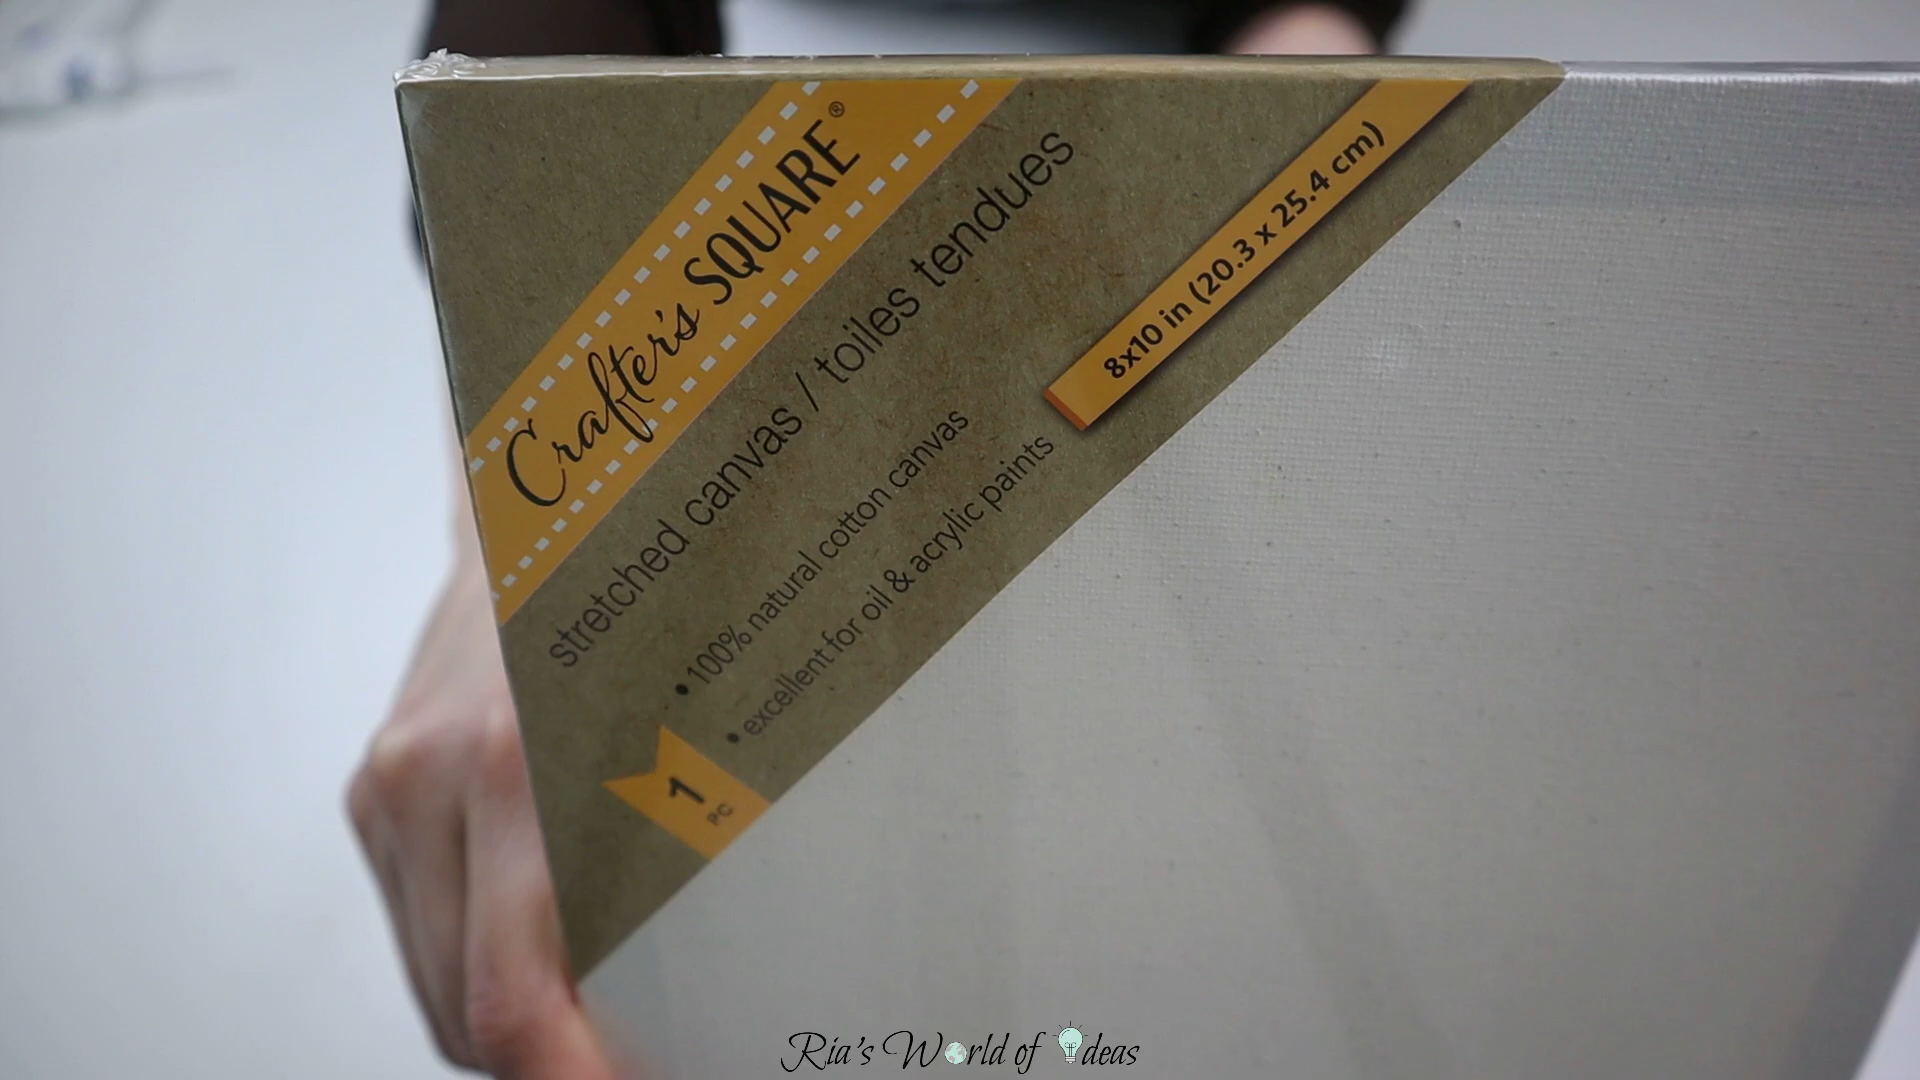 Crafter's SQUARE®
stretched canvas / toiles tendues
• 100% natural cotton canvas
• excellent for oil & acrylic paints
8x10 in (20.3 x 25.4 cm)
1
PC
Ria's World of Ideas